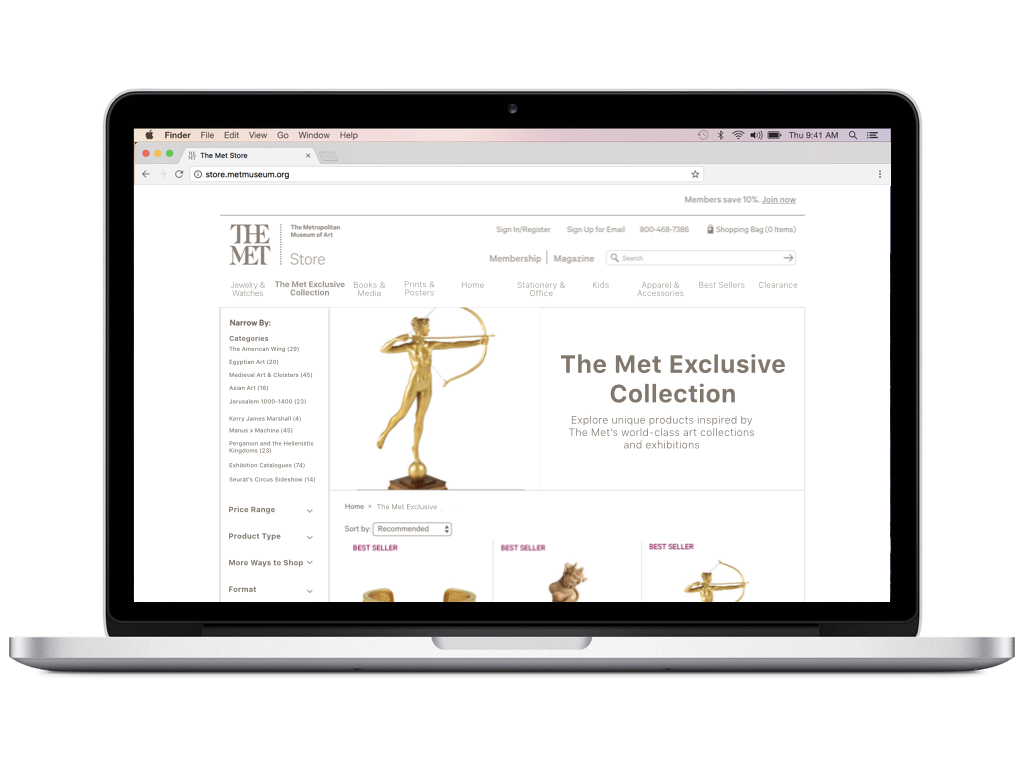 Finder File Edit View Go Window Help
Thu 9:41 AM
THE MET
The Met Store
store.metmuseum.org
Members save 10%. Join now
THE
MET
The Metropolitan
Museum of Art
Store
Sign In/Register
Sign Up for Email
800-468-7386
Shopping Bag (0 Items)
Membership
Magazine
Search
Jewelry &
Watches
The Met Exclusive
Collection
Books &
Media
Prints &
Posters
Home
Stationery &
Office
Kids
Apparel &
Accessories
Best Sellers
Clearance
Narrow By:
Categories
The American Wing (29)
Egyptian Art (20)
Medieval Art & Cloisters (45)
Asian Art (16)
Jerusalem 1000-1400 (23)
Kerry James Marshall (4)
Manus x Machina (45)
Pergamon and the Hellenistic
Kingdoms (23)
Exhibition Catalogues (74)
Seurat's Circus Sideshow (14)
Price Range
Product Type
More Ways to Shop
Format
The Met Exclusive
Collection
Explore unique products inspired by
The Met's world-class art collections
and exhibitions
Home > The Met Exclusive
Sort by: Recommended
BEST SELLER
BEST SELLER
BEST SELLER